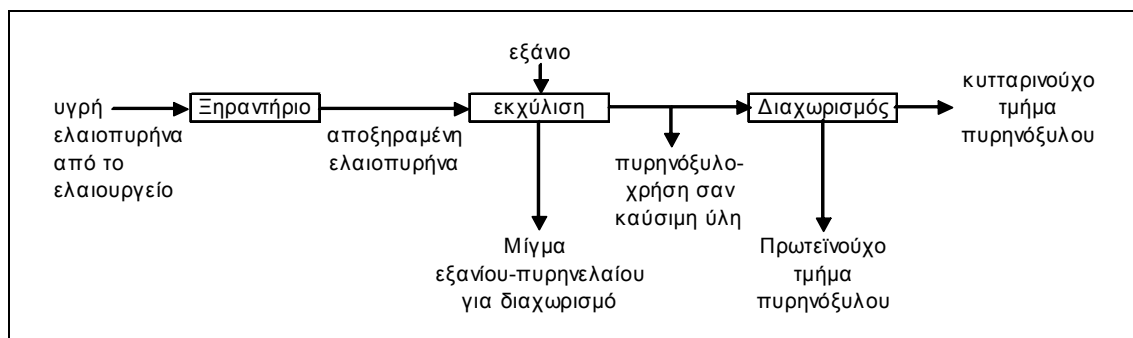 εξάνιο
υγρή
ελαιοπυρήνα
από το
ελαιουργείο
Ξηραντήριο
αποξηραμένη
ελαιοπυρήνα
εκχύλιση
Μίγμα
εξανίου-πυρηνελαίου
για διαχωρισμό
πυρηνόξυλο-
χρήση σαν
καύσιμη ύλη
Διαχωρισμός
Πρωτεϊνούχο
τμήμα
πυρηνόξυλου
κυτταρινούχο
τμήμα
πυρηνόξυλου